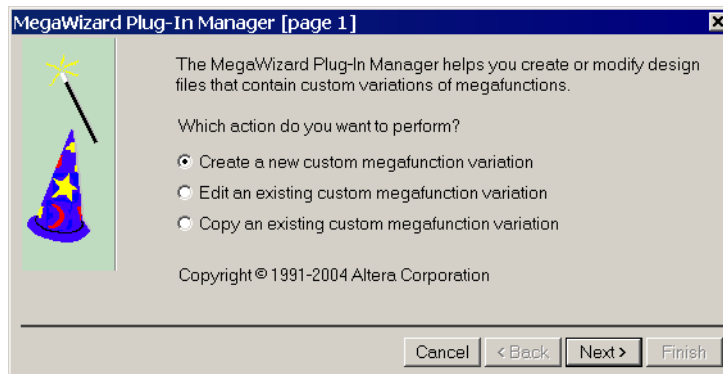 MegaWizard Plug-In Manager [page 1]
The MegaWizard Plug-In Manager helps you create or modify design
files that contain custom variations of megafunctions.
Which action do you want to perform?
Create a new custom megafunction variation
Edit an existing custom megafunction variation
Copy an existing custom megafunction variation
Copyright © 1991-2004 Altera Corporation
Cancel < Back Next > Finish